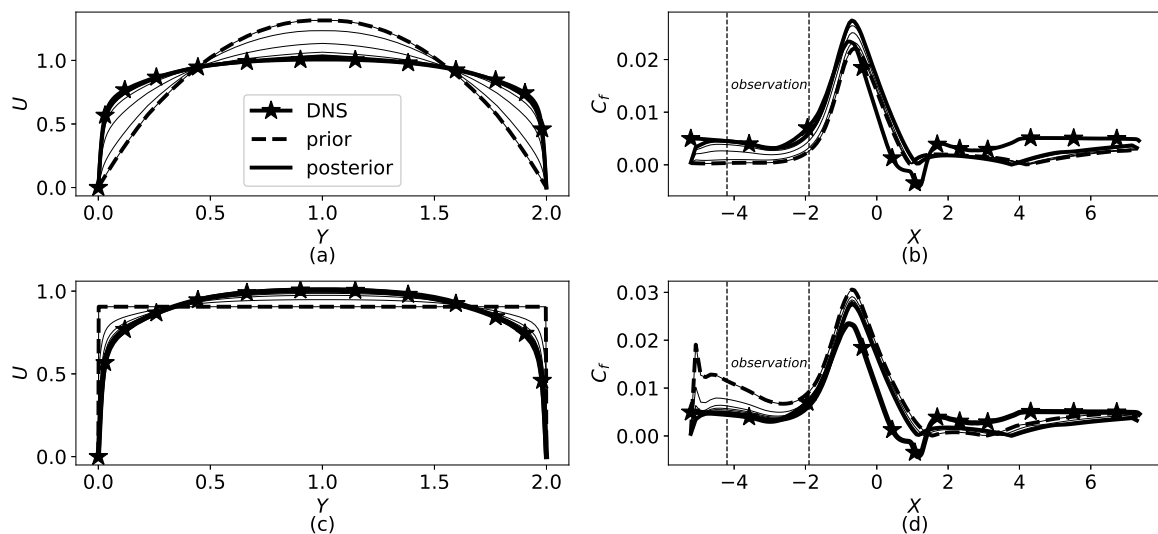 1.0
0.5
0.0
U
DNS
prior
posterior
0.0 0.5 1.0 1.5 2.0
Y
(a)
0.02
0.01
0.00
C_f
observation
−4 −2 0 2 4 6
X
(b)
1.0
0.5
0.0
U
0.0 0.5 1.0 1.5 2.0
Y
(c)
0.03
0.02
0.01
0.00
C_f
observation
−4 −2 0 2 4 6
X
(d)